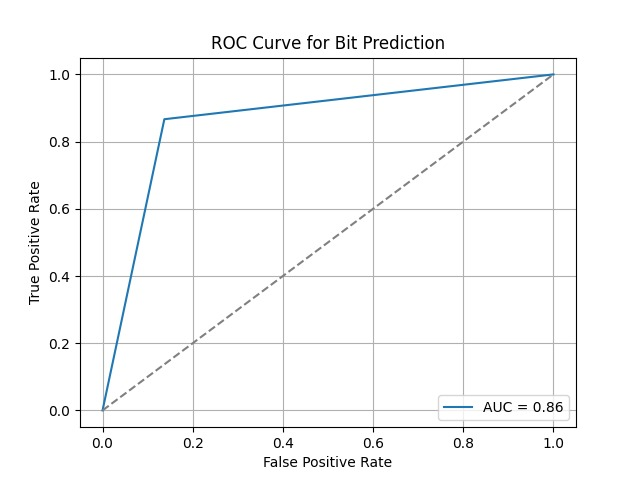 ROC Curve for Bit Prediction
1.0
0.8
0.6
0.4
0.2
0.0
True Positive Rate
0.0 0.2 0.4 0.6 0.8 1.0
False Positive Rate
AUC = 0.86